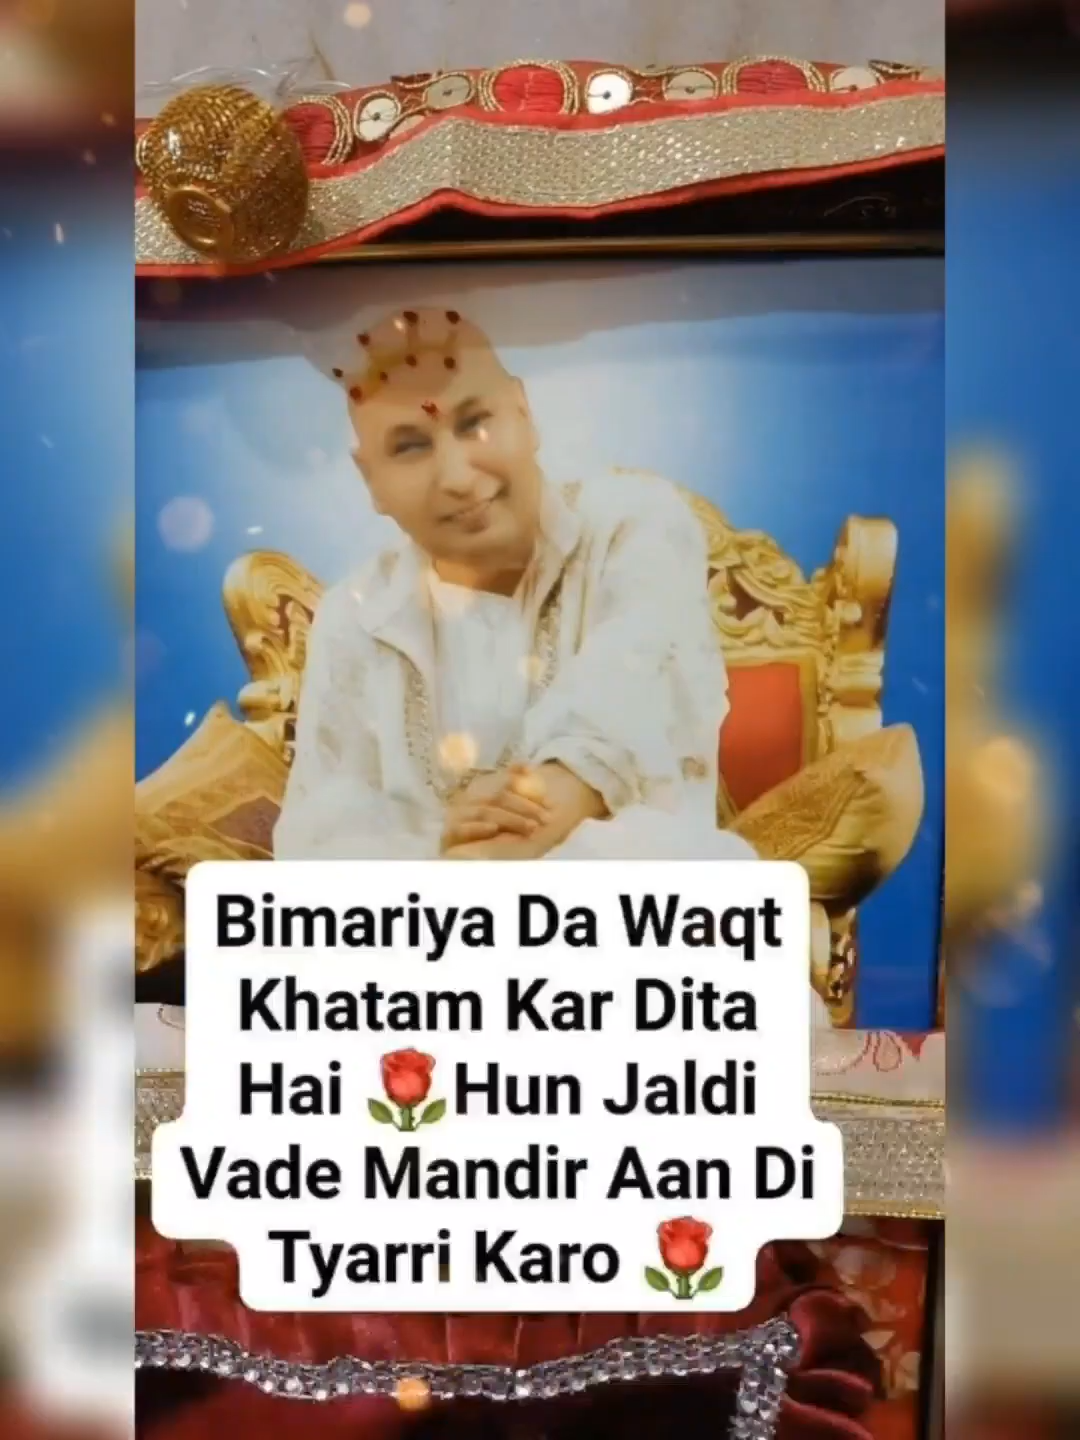 Bimariya Da Waqt
Khatam Kar Dita
Hai 🌹Hun Jaldi
Vade Mandir Aan Di
Tyarri Karo 🌹